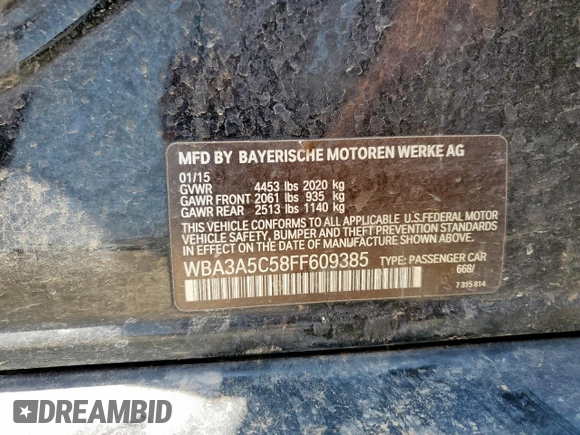 MFD BY BAYERISCHE MOTOREN WERKE AG
01/15
GVWR 4453 lbs 2020 kg
GAWR FRONT 2061 lbs 935 kg
GAWR REAR 2513 lbs 1140 kg
THIS VEHICLE CONFORMS TO ALL APPLICABLE U.S.FEDERAL MOTOR
VEHICLE SAFETY, BUMPER AND THEFT PREVENTION STANDARDS
IN EFFECT ON THE DATE OF MANUFACTURE SHOWN ABOVE.
WBA3A5C58FF609385 TYPE: PASSENGER CAR
668/
7 315 814
DREAMBID